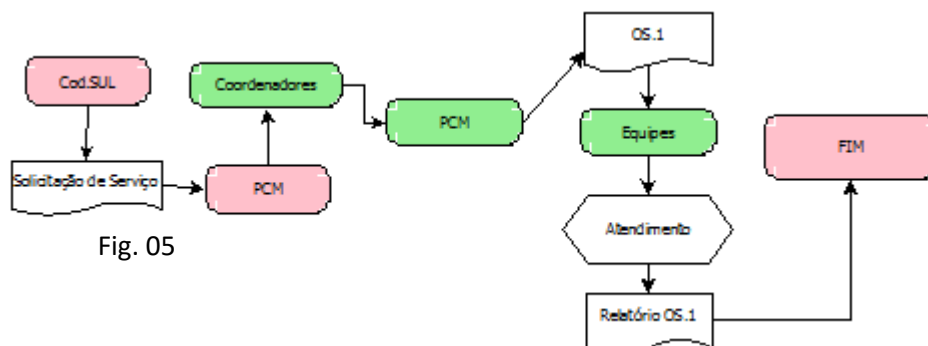 Cod.SUL
Solicitação de Serviço
PCM
Coordenadores
PCM
OS.1
Equipes
Atendimento
Relatório OS.1
FIM
Fig. 05